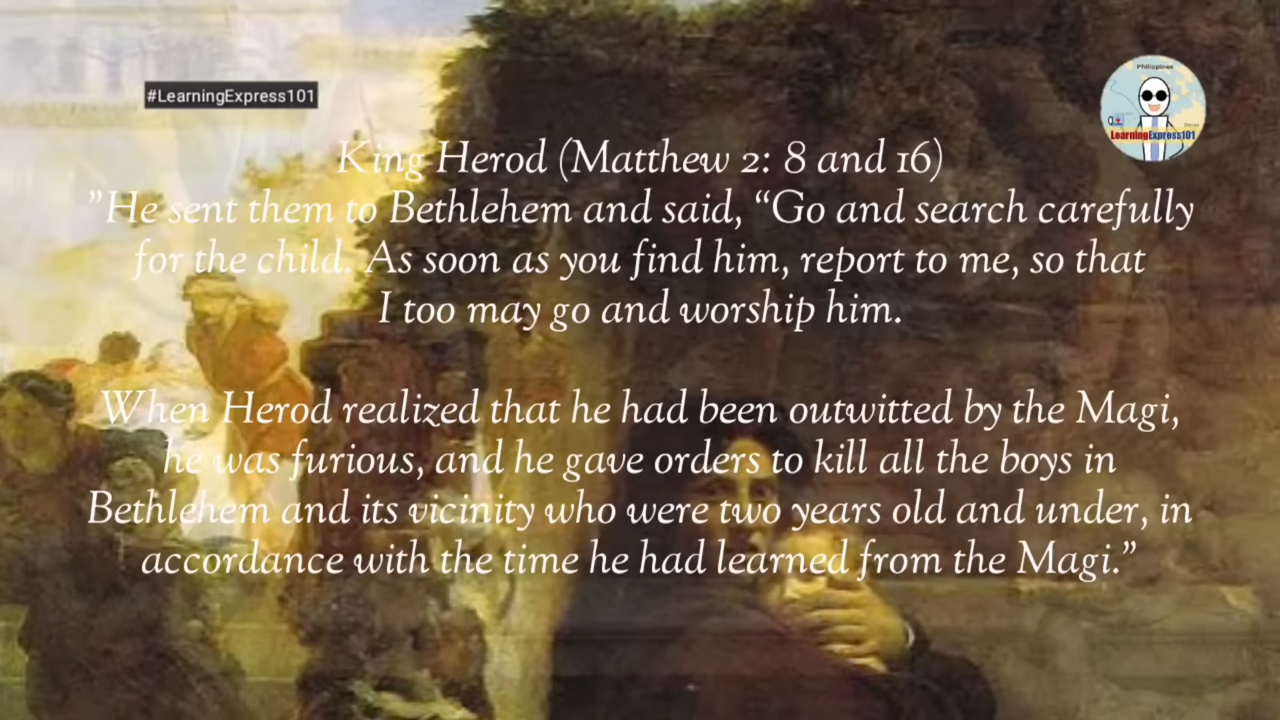 #LearningExpress101
Philippines
LearningExpress101
King Herod (Matthew 2: 8 and 16)
”He sent them to Bethlehem and said, “Go and search carefully
for the child. As soon as you find him, report to me, so that
I too may go and worship him.
When Herod realized that he had been outwitted by the Magi,
he was furious, and he gave orders to kill all the boys in
Bethlehem and its vicinity who were two years old and under, in
accordance with the time he had learned from the Magi.”